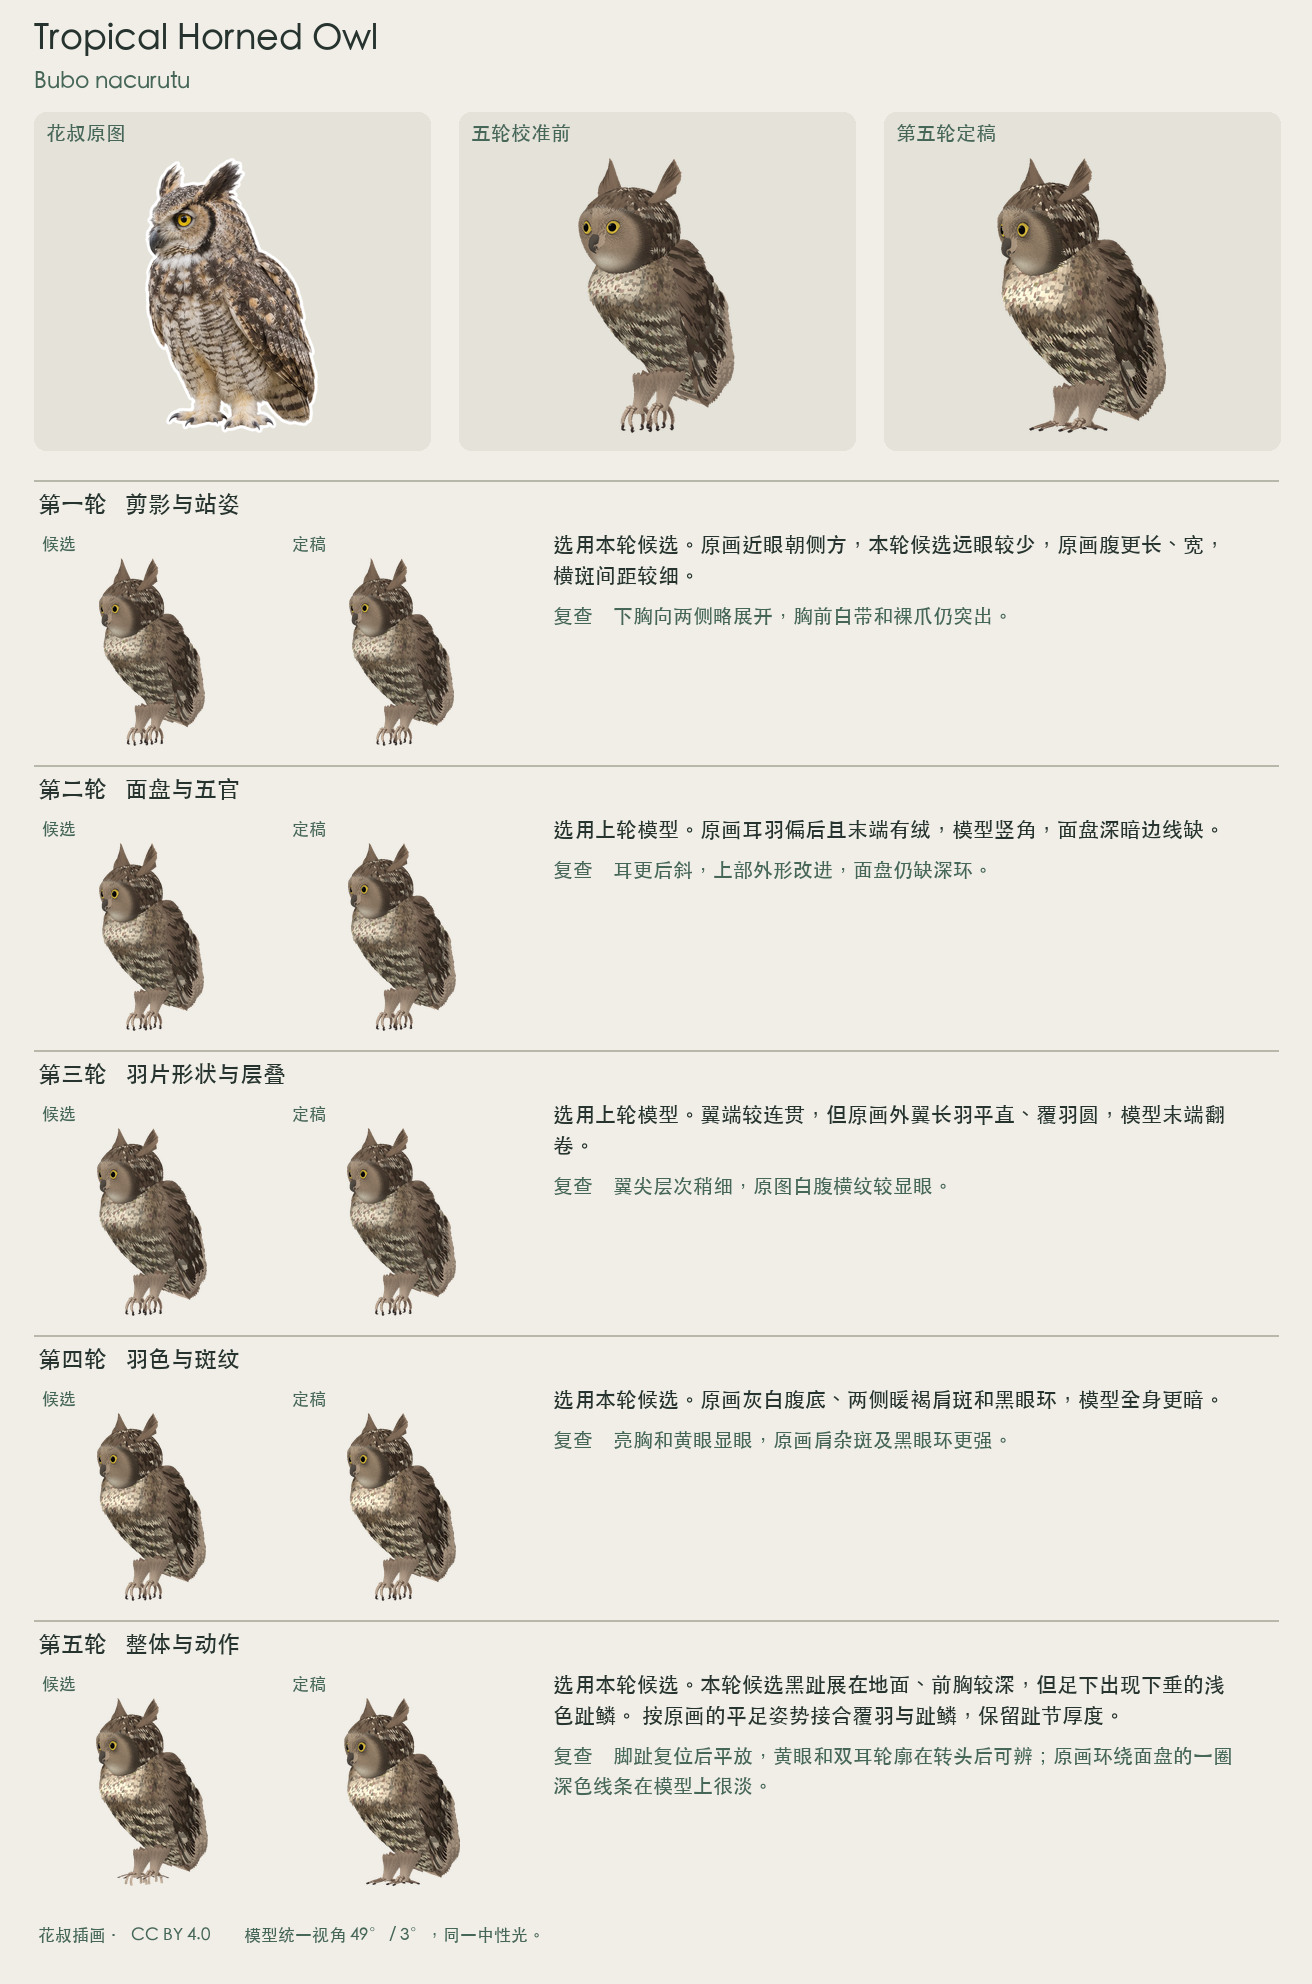 Tropical Horned Owl
Bubo nacurutu
花叔原图
五轮校准前
第五轮定稿
第一轮 剪影与站姿
候选
定稿
选用本轮候选。原画近眼朝侧方，本轮候选远眼较少，原画腹更长、宽，
横斑间距较细。
复查 下胸向两侧略展开，胸前白带和裸爪仍突出。
第二轮 面盘与五官
候选
定稿
选用上轮模型。原画耳羽偏后且末端有绒，模型竖角，面盘深暗边线缺。
复查 耳更后斜，上部外形改进，面盘仍缺深环。
第三轮 羽片形状与层叠
候选
定稿
选用上轮模型。翼端较连贯，但原画外翼长羽平直、覆羽圆，模型末端翻
卷。
复查 翼尖层次稍细，原图白腹横纹较显眼。
第四轮 羽色与斑纹
候选
定稿
选用本轮候选。原画灰白腹底、两侧暖褐肩斑和黑眼环，模型全身更暗。
复查 亮胸和黄眼显眼，原画肩杂斑及黑眼环更强。
第五轮 整体与动作
候选
定稿
选用本轮候选。本轮候选黑趾展在地面、前胸较深，但足下出现下垂的浅
色趾鳞。 按原画的平足姿势接合覆羽与趾鳞，保留趾节厚度。
复查 脚趾复位后平放，黄眼和双耳轮廓在转头后可辨；原画环绕面盘的一圈
深色线条在模型上很淡。
花叔插画 · CC BY 4.0 模型统一视角 49° / 3° ，同一中性光。